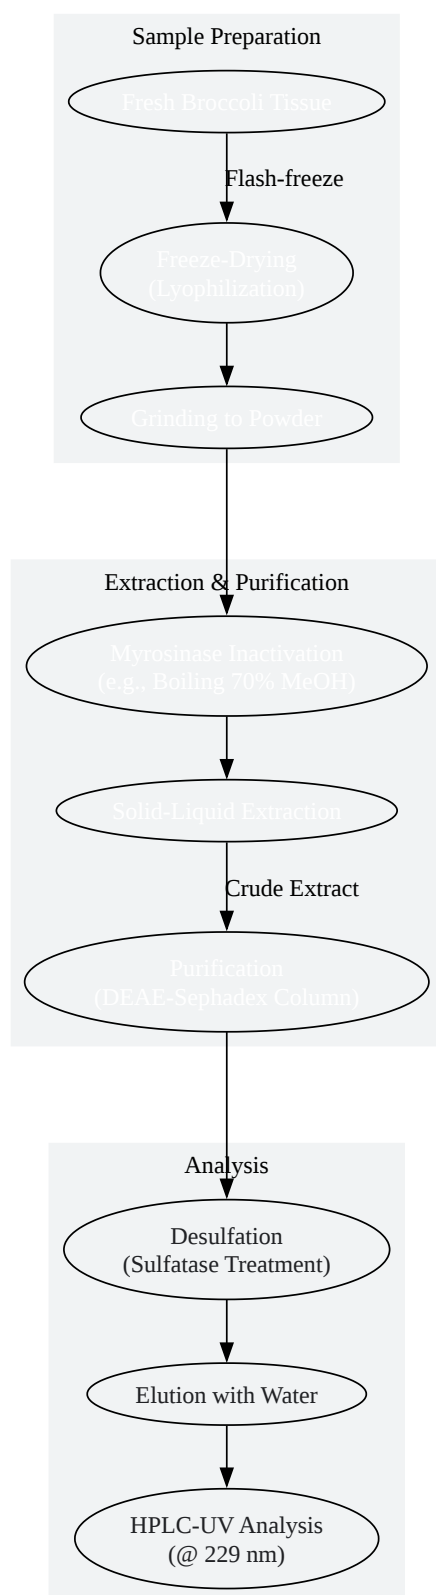 Sample Preparation
Fresh Broccoli Tissue
Flash-freeze
Freeze-Drying
(Lyophilization)
Grinding to Powder
Extraction & Purification
Myrosinase Inactivation
(e.g., Boiling 70% MeOH)
Solid-Liquid Extraction
Crude Extract
Purification
(DEAE-Sephadex Column)
Analysis
Desulfation
(Sulfatase Treatment)
Elution with Water
HPLC-UV Analysis
(@ 229 nm)